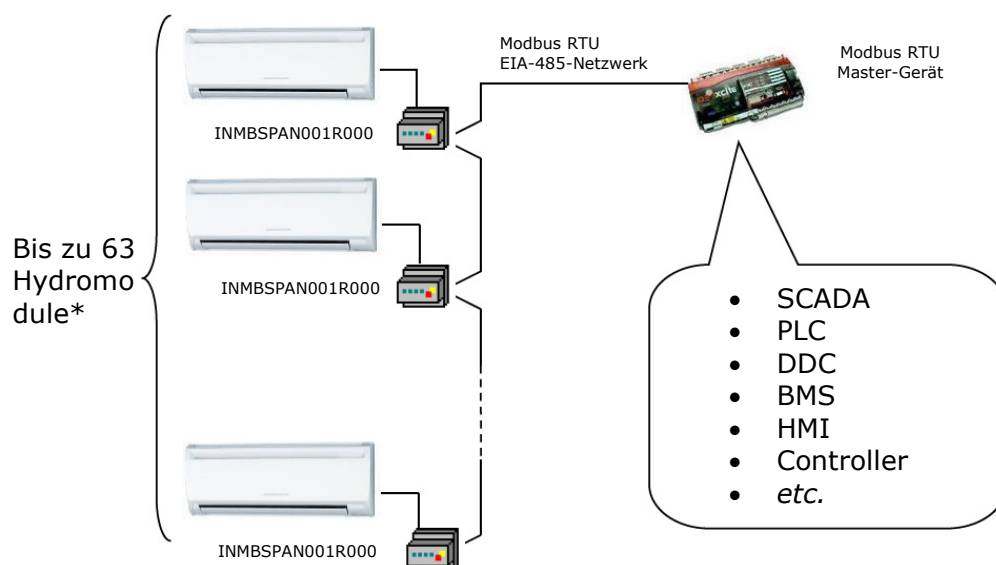 Modbus RTU
EIA-485-Netzwerk
Modbus RTU
Master-Gerät
INMBSPAN001R000
Bis zu 63
Hydromo
dule*
INMBSPAN001R000
• SCADA
• PLC
• DDC
• BMS
• HMI
• Controller
• etc.
INMBSPAN001R000